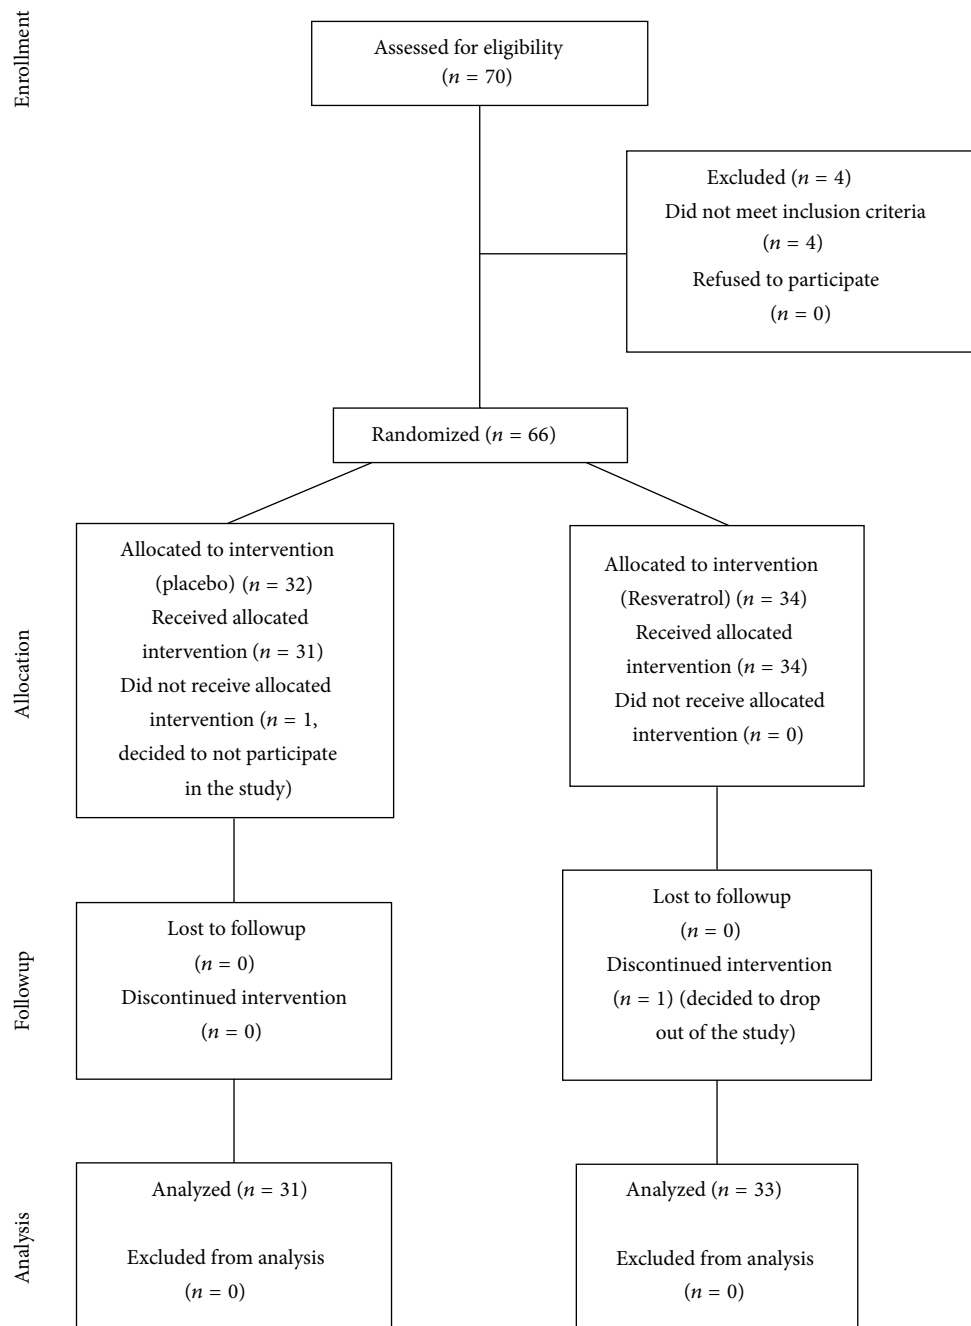 Enrollment
Assessed for eligibility
(n = 70)
Excluded (n = 4)
Did not meet inclusion criteria
(n = 4)
Refused to participate
(n = 0)
Randomized (n = 66)
Allocation
Allocated to intervention
(placebo) (n = 32)
Received allocated
intervention (n = 31)
Did not receive allocated
intervention (n = 1,
decided to not participate
in the study)
Allocated to intervention
(Resveratrol) (n = 34)
Received allocated
intervention (n = 34)
Did not receive allocated
intervention (n = 0)
Followup
Lost to followup
(n = 0)
Discontinued intervention
(n = 0)
Lost to followup
(n = 0)
Discontinued intervention
(n = 1) (decided to drop
out of the study)
Analysis
Analyzed (n = 31)
Excluded from analysis
(n = 0)
Analyzed (n = 33)
Excluded from analysis
(n = 0)